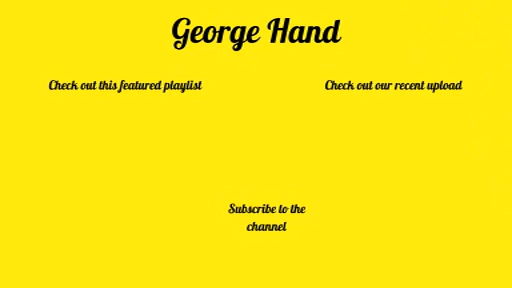 George Hand
Check out this featured playlist
Check out our recent upload
Subscribe to the
channel